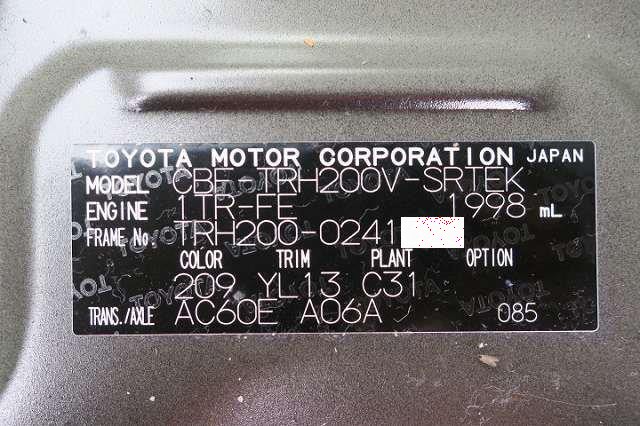 TOYOTA MOTOR CORPORATION JAPAN
MODEL CBF-TRH200V-SRTEK
ENGINE 1TR-FE 1998 mL
FRAME No. TRH200-0241
COLOR TRIM PLANT OPTION
209 YL13 C31
TRANS./AXLE AC60E A06A 085